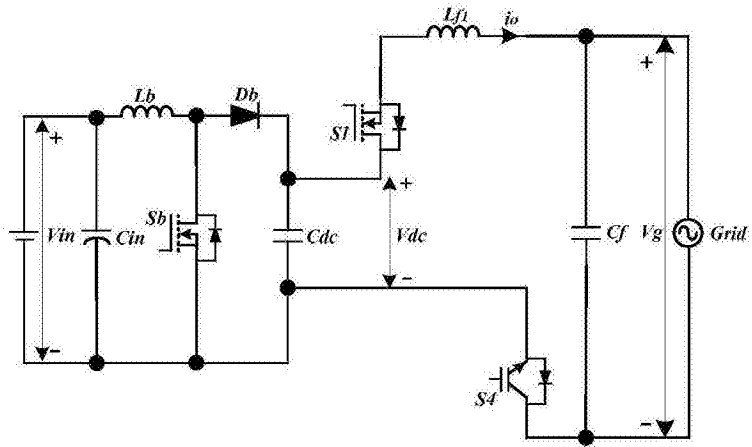 Lf1
io
+
Lb
Db
+
S1
+
+
Vin
Cin
Sb
Cdc
Vdc
Cf
Vg
Grid
-
-
S4
-